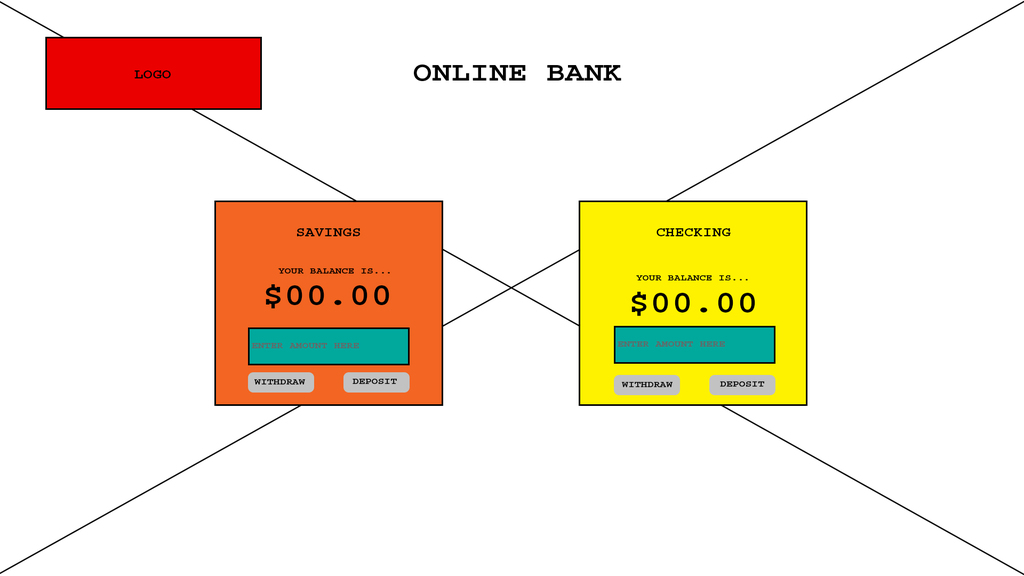 LOGO
ONLINE BANK
SAVINGS
YOUR BALANCE IS...
$00.00
ENTER AMOUNT HERE
WITHDRAW
DEPOSIT
CHECKING
YOUR BALANCE IS...
$00.00
ENTER AMOUNT HERE
WITHDRAW
DEPOSIT